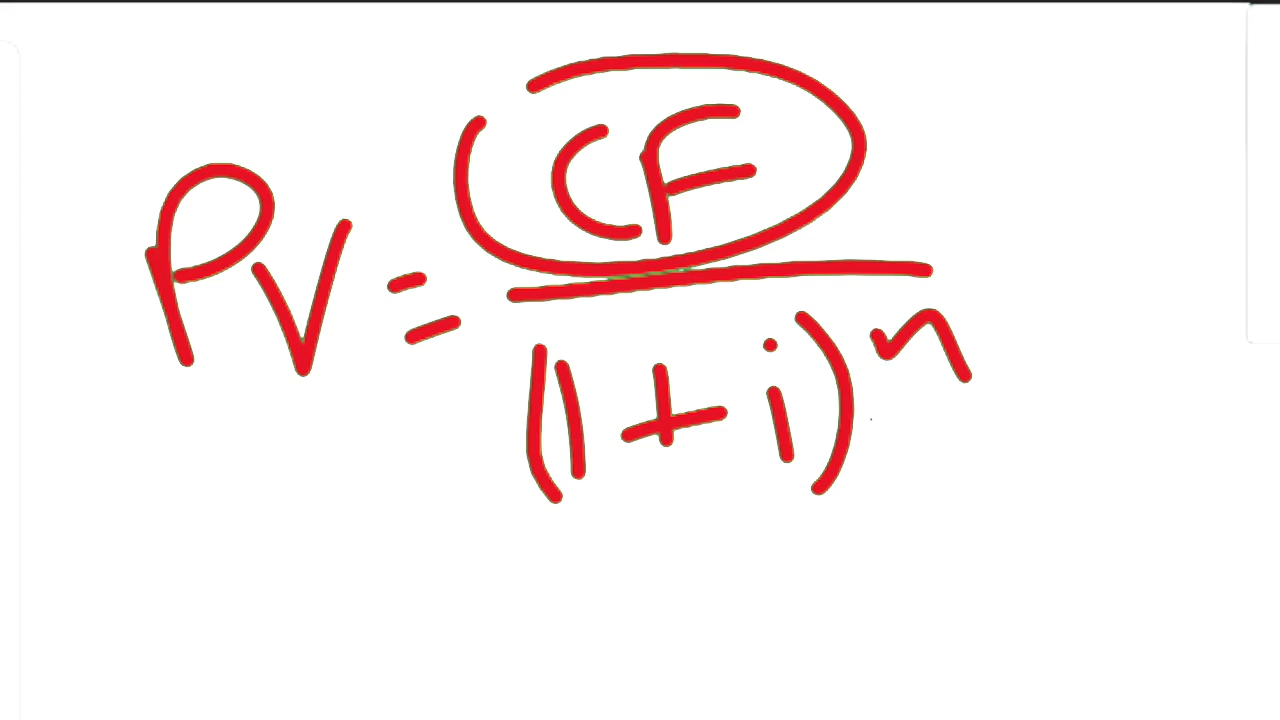 PV = CF / (1 + i)^n